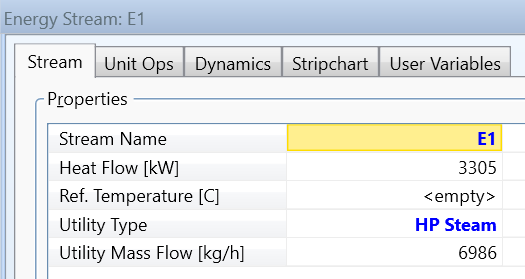 Energy Stream: E1
Stream Unit Ops Dynamics Stripchart User Variables
Properties
Stream Name E1
Heat Flow [kW] 3305
Ref. Temperature [C] <empty>
Utility Type HP Steam
Utility Mass Flow [kg/h] 6986